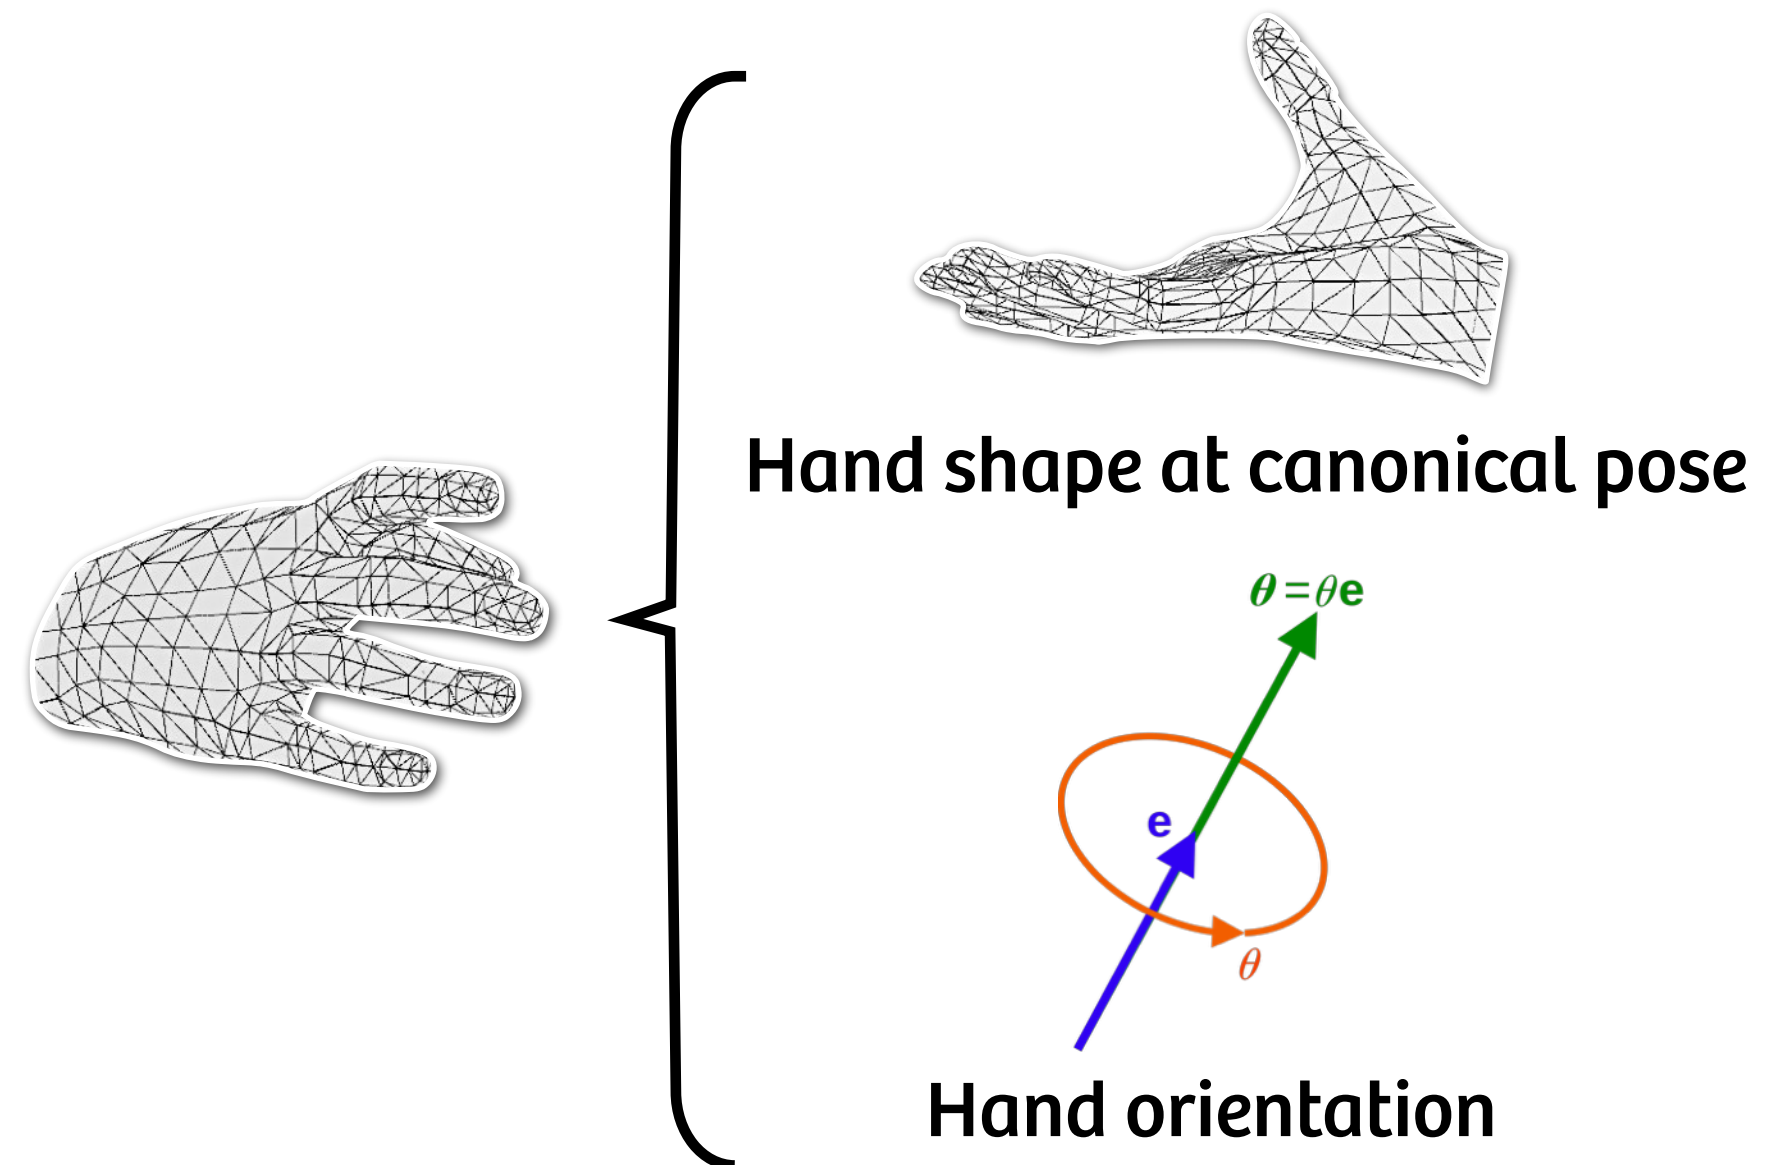 Hand shape at canonical pose
θ = θe
e
θ
Hand orientation